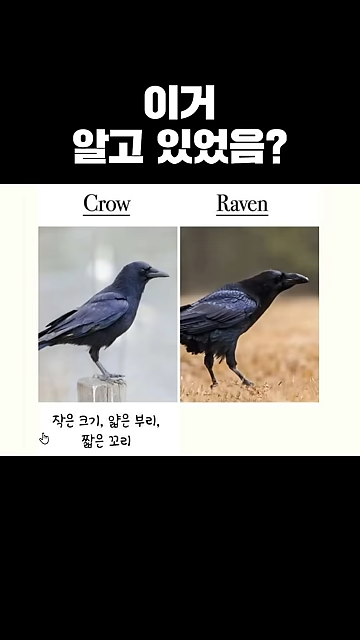 이거
알고 있었음?
Crow
Raven
작은 크기, 얇은 부리,
짧은 꼬리